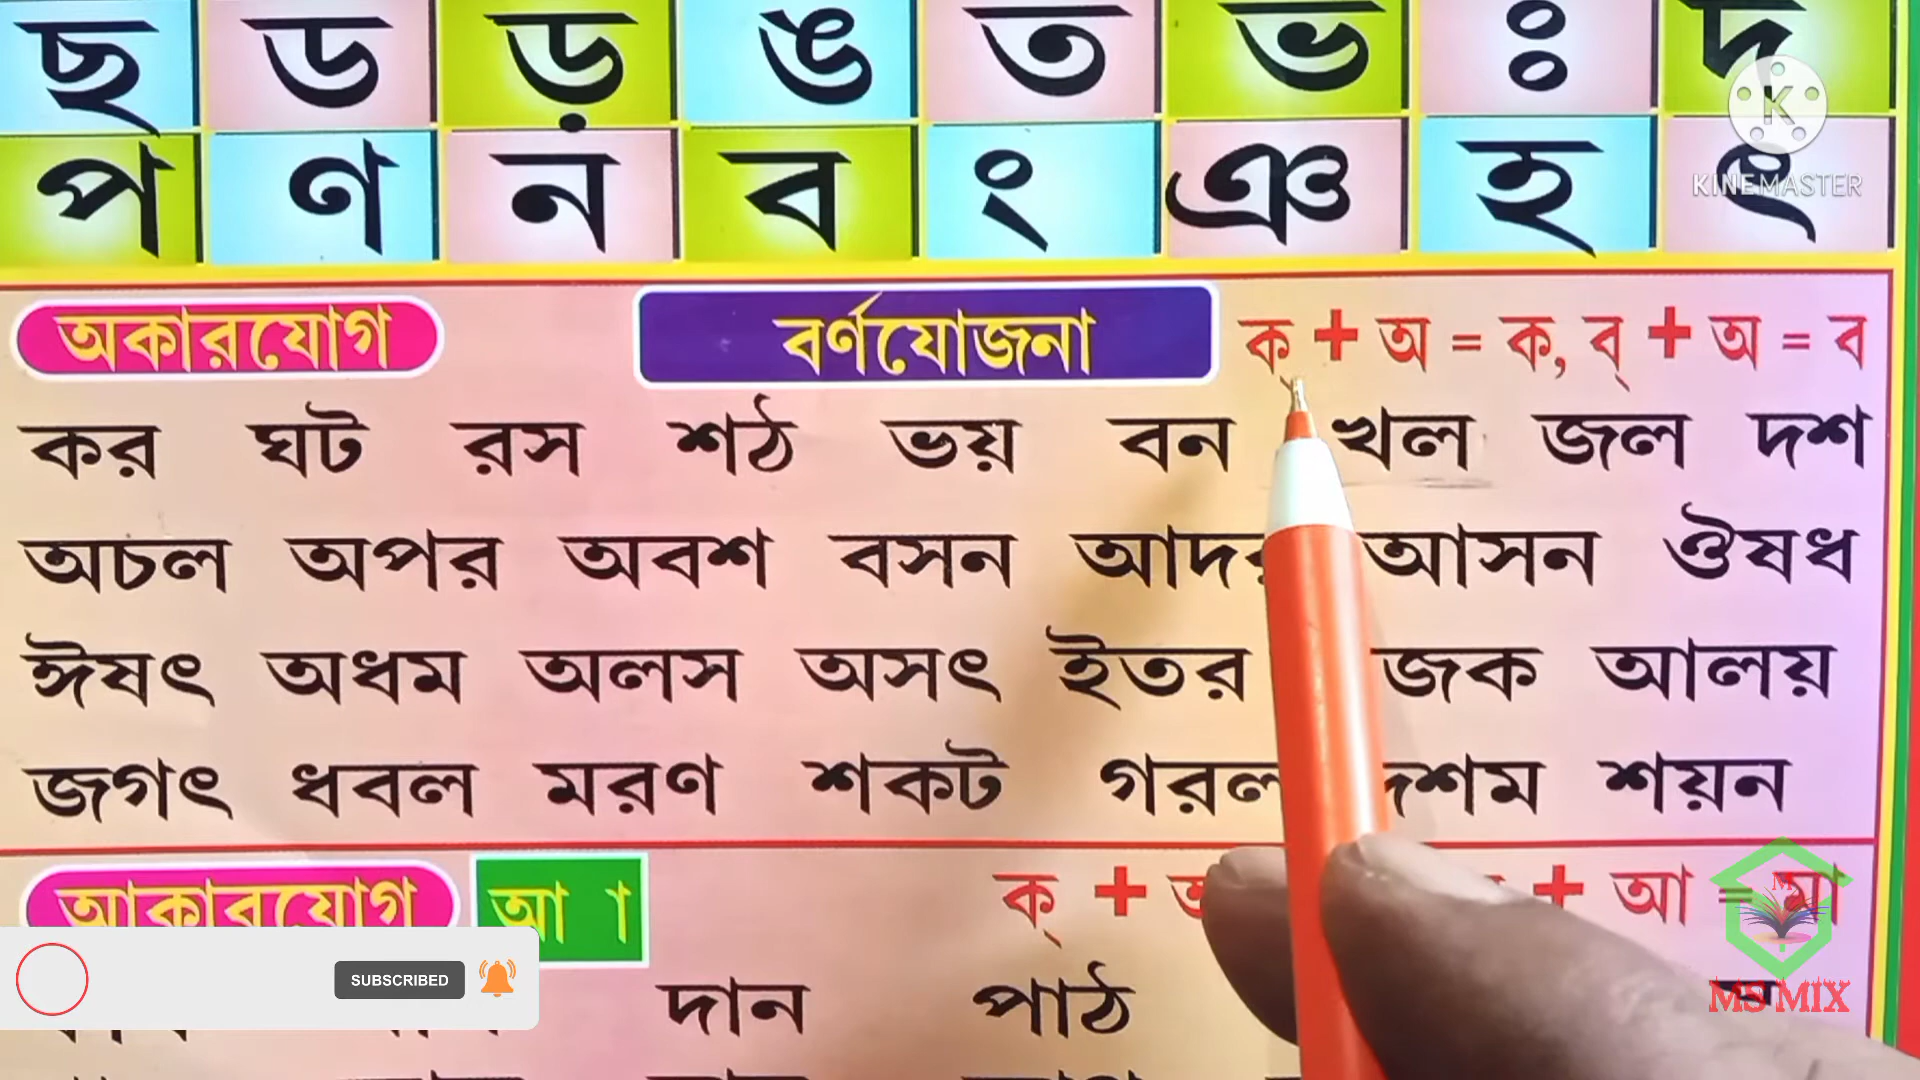 ছ ড ড় ঙ ত ভ ঃ দ
প ণ ন ব ং ঞ হ ৎ
KINEMASTER
অকারযোগ বর্ণযোজনা ক + অ = ক, ব্ + অ = ব
কর ঘট রস শঠ ভয় বন খল জল দশ
অচল অপর অবশ বসন আসন ঔষধ
ঈষৎ অধম অলস অসৎ ইতর আলয়
জগৎ ধবল মরণ শকট শয়ন
আকারযোগ আ া ক্ + + আ = মা
SUBSCRIBED
দান পাঠ
MS MIX